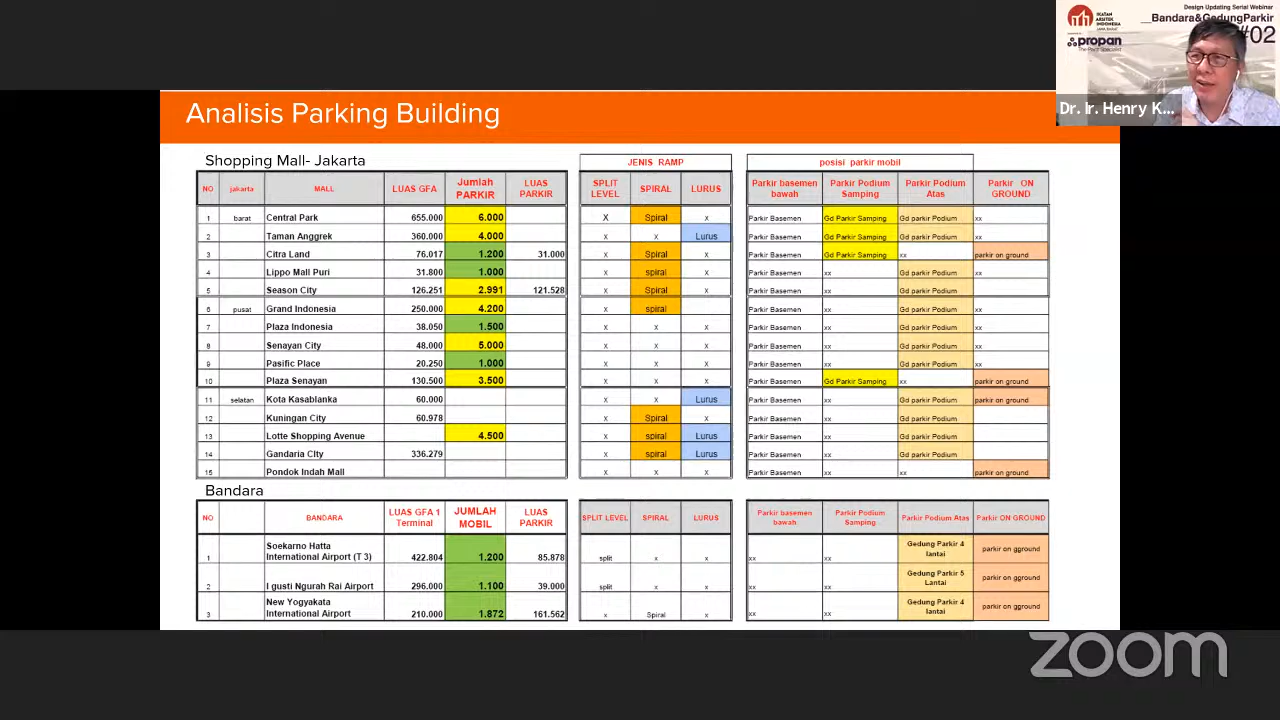 Design Updating Serial Webinar
IKATAN
ARSITEK
INDONESIA
JAWA BARAT
__Bandara&GedungParkir
#02
propan
The Paint Specialist
Dr. Ir. Henry K...
Analisis Parking Building
Shopping Mall- Jakarta
JENIS RAMP
posisi parkir mobil
NO jakarta MALL LUAS GFA Jumlah PARKIR LUAS PARKIR SPLIT LEVEL SPIRAL LURUS Parkir basemen bawah Parkir Podium Samping Parkir Podium Atas Parkir ON GROUND
1 barat Central Park 655.000 6.000 X Spiral x Parkir Basemen Gd Parkir Samping Gd parkir Podium xx
2 Taman Anggrek 360.000 4.000 x x Lurus Parkir Basemen Gd Parkir Samping Gd parkir Podium xx
3 Citra Land 76.017 1.200 31.000 x Spiral x Parkir Basemen Gd Parkir Samping xx parkir on ground
4 Lippo Mall Puri 31.800 1.000 x spiral x Parkir Basemen xx Gd parkir Podium xx
5 Season City 126.251 2.991 121.528 x Spiral x Parkir Basemen xx Gd parkir Podium xx
6 pusat Grand Indonesia 250.000 4.200 x spiral Parkir Basemen xx Gd parkir Podium xx
7 Plaza Indonesia 38.050 1.500 x x x Parkir Basemen xx Gd parkir Podium xx
8 Senayan City 48.000 5.000 x x x Parkir Basemen xx Gd parkir Podium xx
9 Pasific Place 20.250 1.000 x x x Parkir Basemen xx Gd parkir Podium xx
10 Plaza Senayan 130.500 3.500 x x x Parkir Basemen Gd Parkir Samping xx parkir on ground
11 selatan Kota Kasablanka 60.000 x x Lurus Parkir Basemen xx Gd parkir Podium parkir on ground
12 Kuningan City 60.978 x Spiral x Parkir Basemen xx Gd parkir Podium
13 Lotte Shopping Avenue 4.500 x spiral Lurus Parkir Basemen xx Gd parkir Podium
14 Gandaria CIty 336.279 x spiral Lurus Parkir Basemen xx Gd parkir Podium
15 Pondok Indah Mall x x x Parkir Basemen xx xx parkir on ground
Bandara
NO BANDARA LUAS GFA 1 Terminal JUMLAH MOBIL LUAS PARKIR SPLIT LEVEL SPIRAL LURUS Parkir basemen bawah Parkir Podium Samping Parkir Podium Atas Parkir ON GROUND
1 Soekarno Hatta International Airport (T 3) 422.804 1.200 85.878 split x x xx xx Gedung Parkir 4 lantai parkir on gground
2 I gusti Ngurah Rai Airport 296.000 1.100 39.000 split x x xx xx Gedung Parkir 5 Lantai parkir on gground
3 New Yogyakata International Airport 210.000 1.872 161.562 x Spiral x xx xx Gedung Parkir 4 lantai parkir on gground
zoom